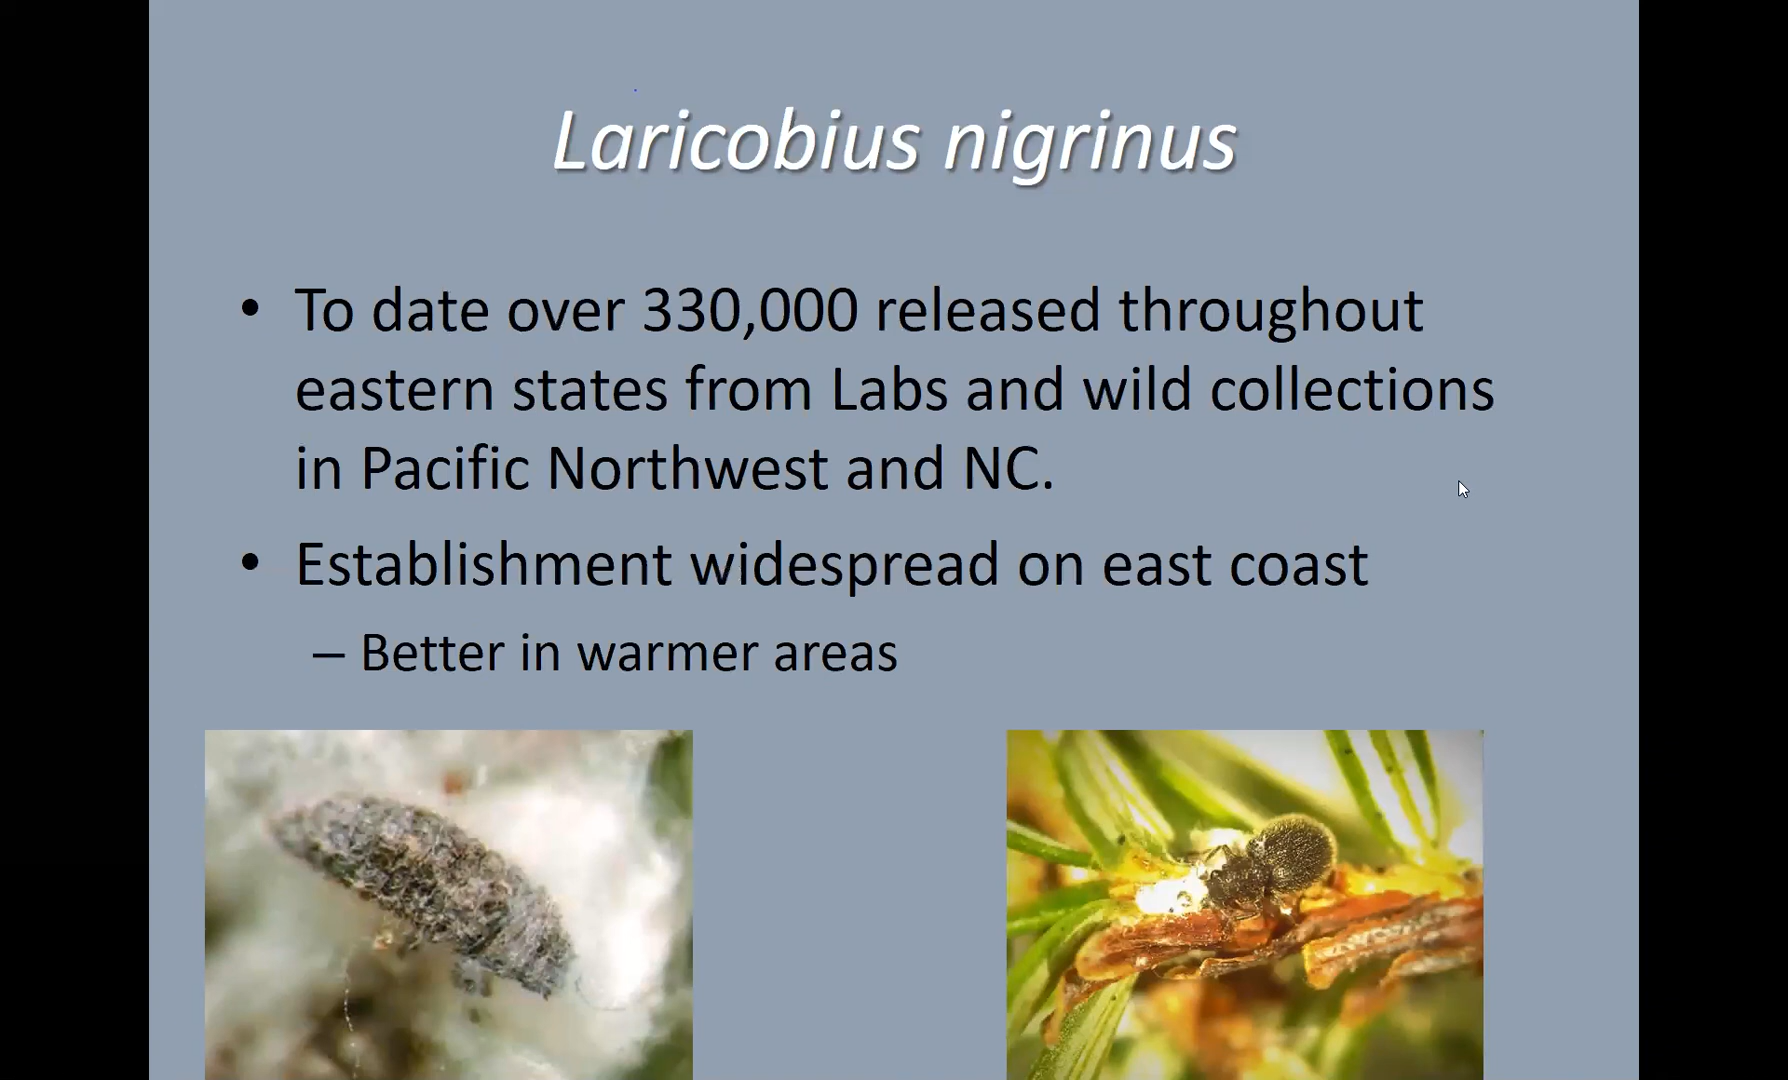 Laricobius nigrinus
• To date over 330,000 released throughout
eastern states from Labs and wild collections
in Pacific Northwest and NC.
• Establishment widespread on east coast
– Better in warmer areas